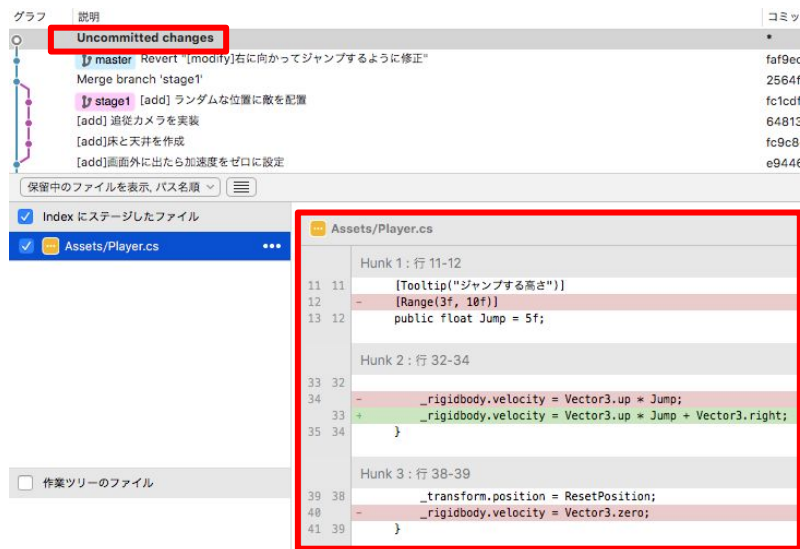 グラフ 説明 コミッ
Uncommitted changes *
master Revert "[modify]右に向かってジャンプするように修正" faf9ec
Merge branch 'stage1' 2564f
stage1 [add] ランダムな位置に敵を配置 fc1cdf
[add] 追従カメラを実装 64813
[add]床と天井を作成 fc9c8
[add]画面外に出たら加速度をゼロに設定 e9446
保留中のファイルを表示, パス名順
Index にステージしたファイル
Assets/Player.cs •••
作業ツリーのファイル
Assets/Player.cs
Hunk 1 : 行 11-12
11 11 [Tooltip("ジャンプする高さ")]
12 - [Range(3f, 10f)]
13 12 public float Jump = 5f;
Hunk 2 : 行 32-34
33 32
34 - _rigidbody.velocity = Vector3.up * Jump;
33 + _rigidbody.velocity = Vector3.up * Jump + Vector3.right;
35 34 }
Hunk 3 : 行 38-39
39 38 _transform.position = ResetPosition;
40 - _rigidbody.velocity = Vector3.zero;
41 39 }